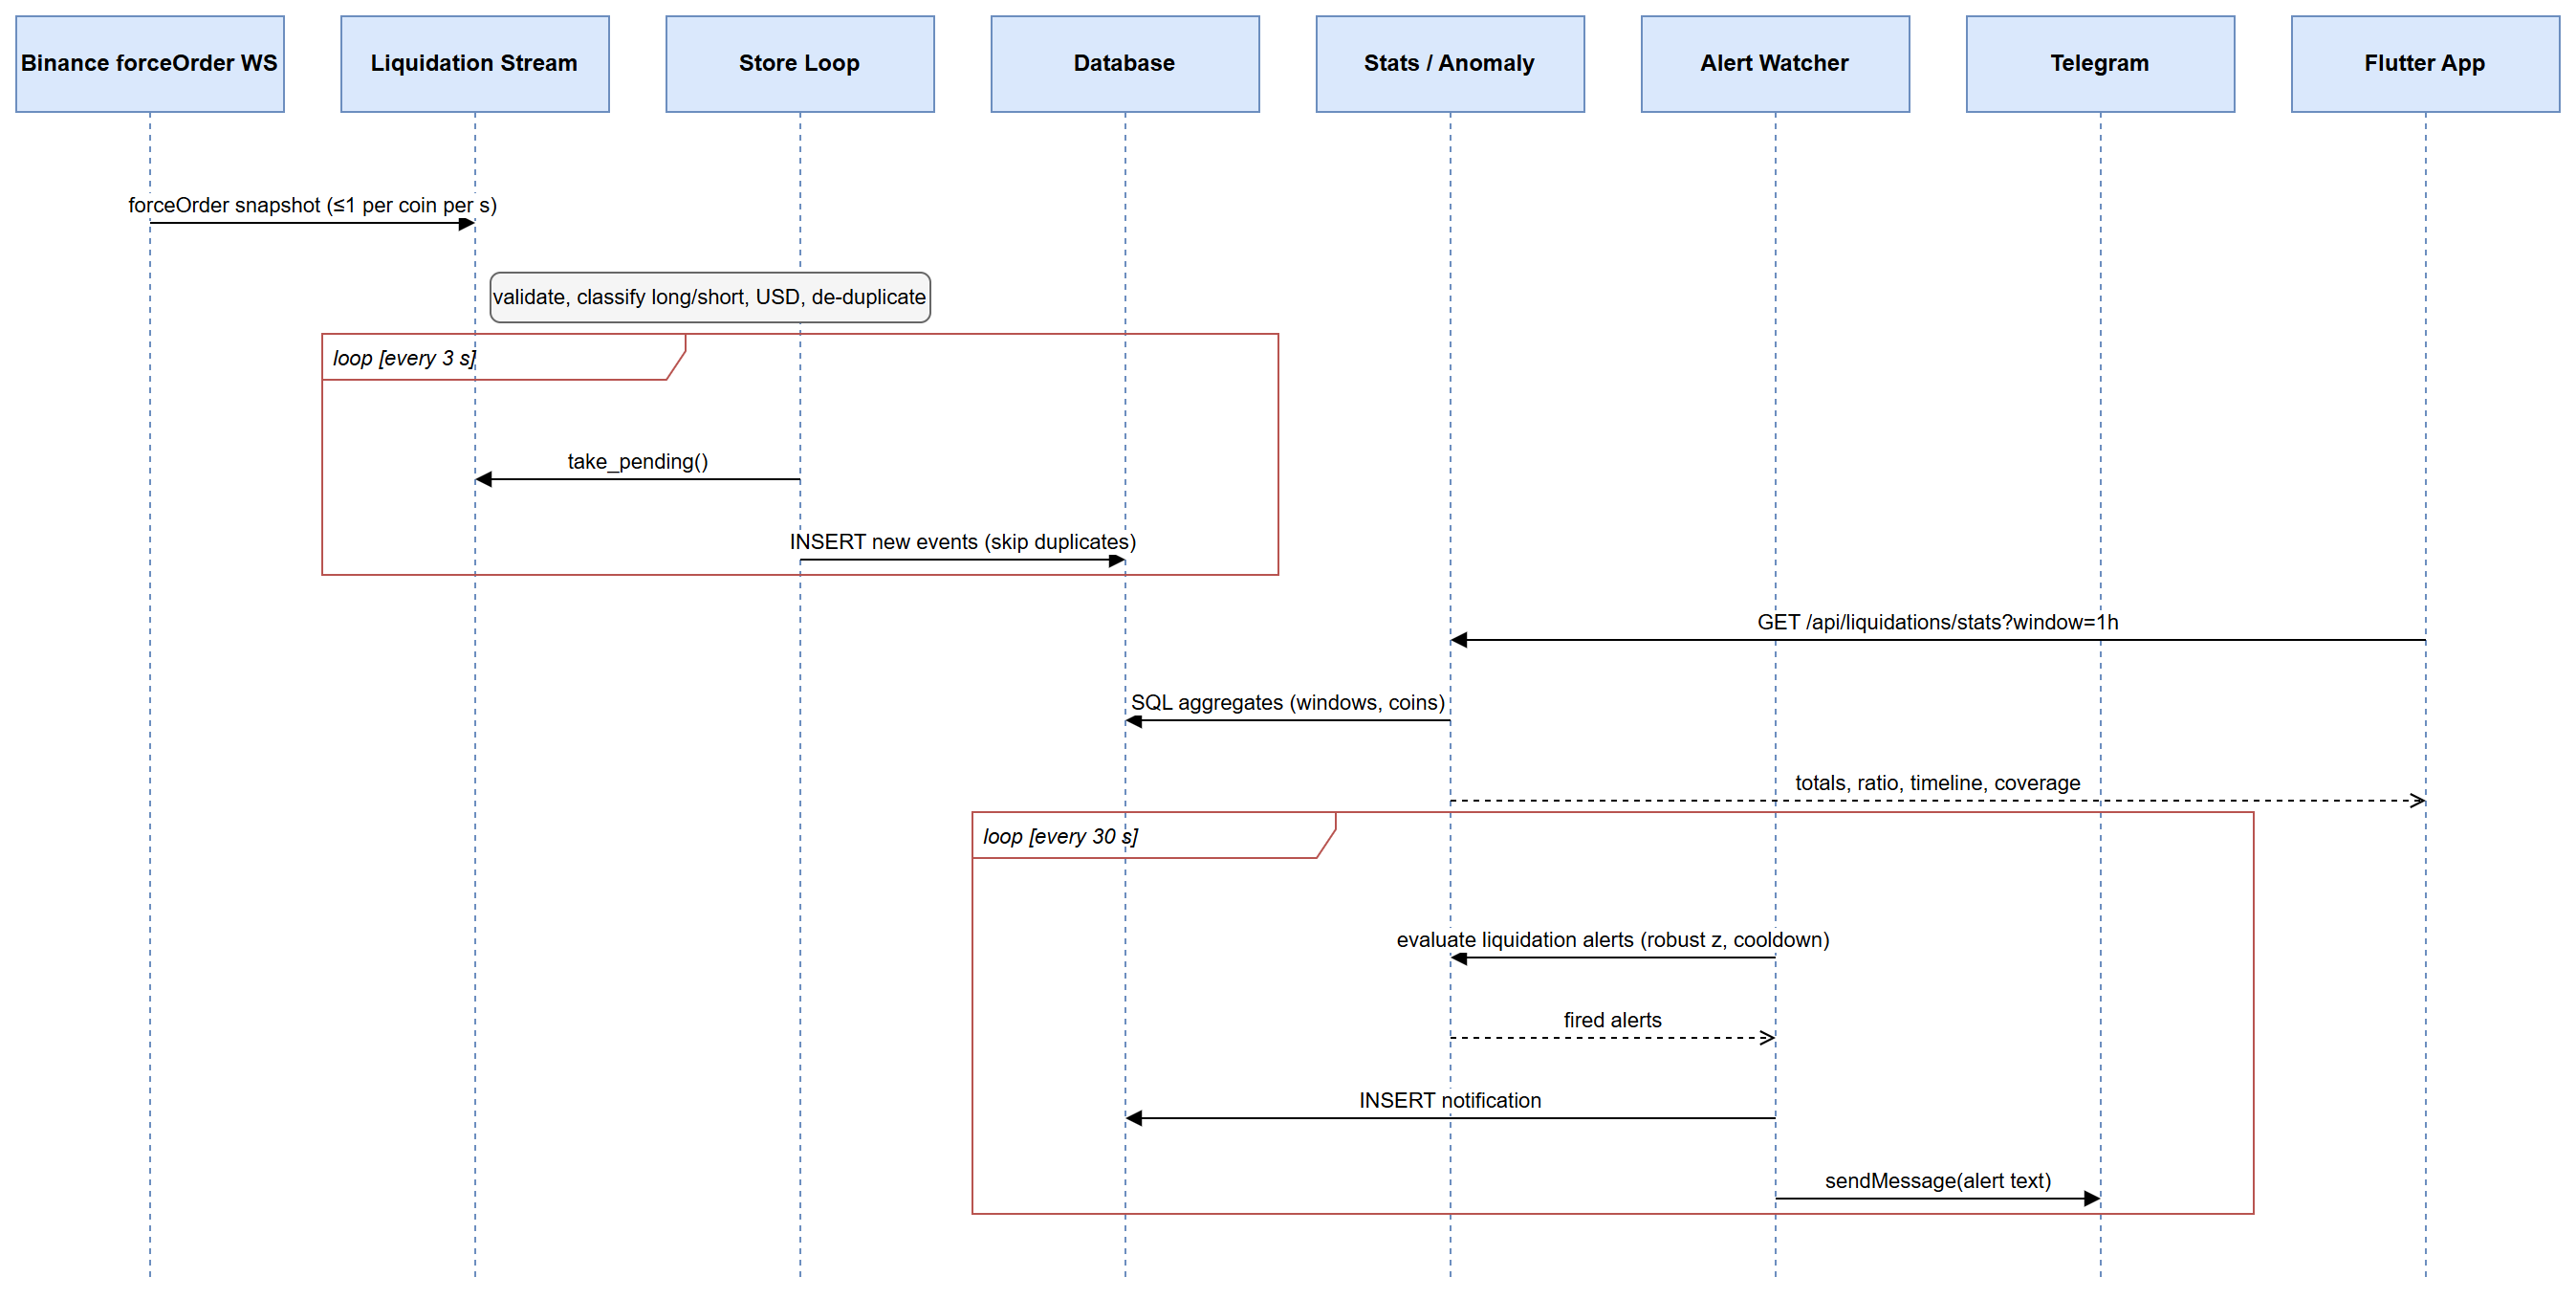 Binance forceOrder WS
Liquidation Stream
Store Loop
Database
Stats / Anomaly
Alert Watcher
Telegram
Flutter App
forceOrder snapshot (≤1 per coin per s)
validate, classify long/short, USD, de-duplicate
loop [every 3 s]
take_pending()
INSERT new events (skip duplicates)
GET /api/liquidations/stats?window=1h
SQL aggregates (windows, coins)
totals, ratio, timeline, coverage
loop [every 30 s]
evaluate liquidation alerts (robust z, cooldown)
fired alerts
INSERT notification
sendMessage(alert text)